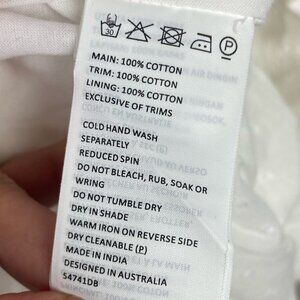 30
P
MAIN: 100% COTTON
TRIM: 100% COTTON
LINING: 100% COTTON
EXCLUSIVE OF TRIMS
COLD HAND WASH
SEPARATELY
REDUCED SPIN
DO NOT BLEACH, RUB, SOAK OR
WRING
DO NOT TUMBLE DRY
DRY IN SHADE
WARM IRON ON REVERSE SIDE
DRY CLEANABLE (P)
MADE IN INDIA
DESIGNED IN AUSTRALIA
54741DB